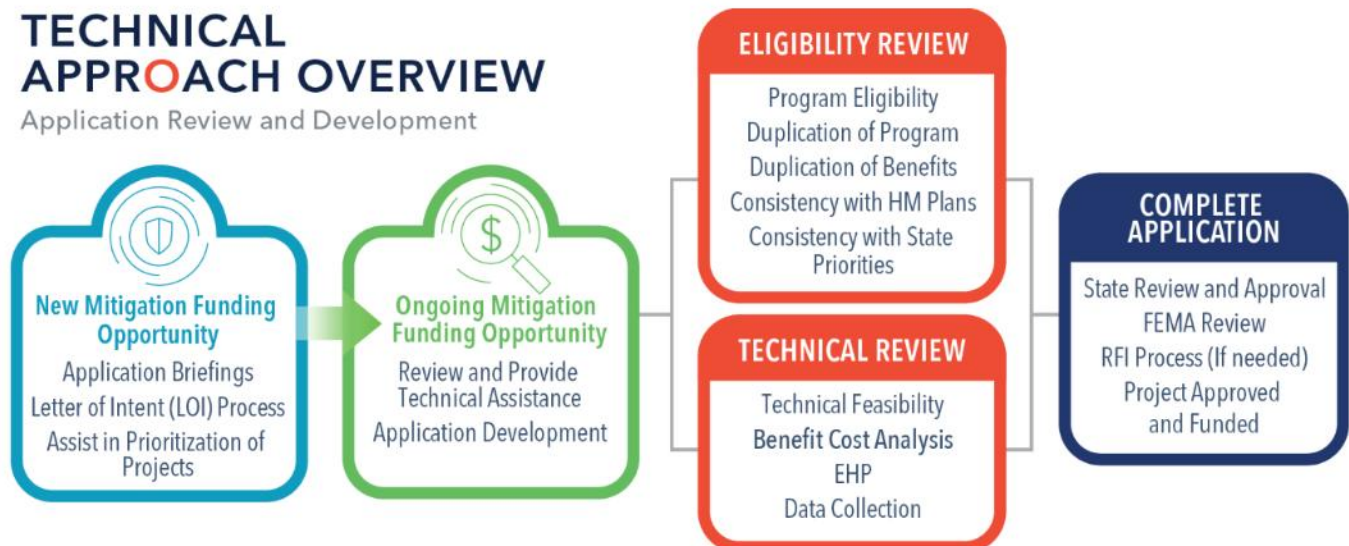 TECHNICAL
APPROACH OVERVIEW
Application Review and Development
New Mitigation Funding
Opportunity
Application Briefings
Letter of Intent (LOI) Process
Assist in Prioritization of
Projects
$
Ongoing Mitigation
Funding Opportunity
Review and Provide
Technical Assistance
Application Development
ELIGIBILITY REVIEW
Program Eligibility
Duplication of Program
Duplication of Benefits
Consistency with HM Plans
Consistency with State
Priorities
TECHNICAL REVIEW
Technical Feasibility
Benefit Cost Analysis
EHP
Data Collection
COMPLETE
APPLICATION
State Review and Approval
FEMA Review
RFI Process (If needed)
Project Approved
and Funded